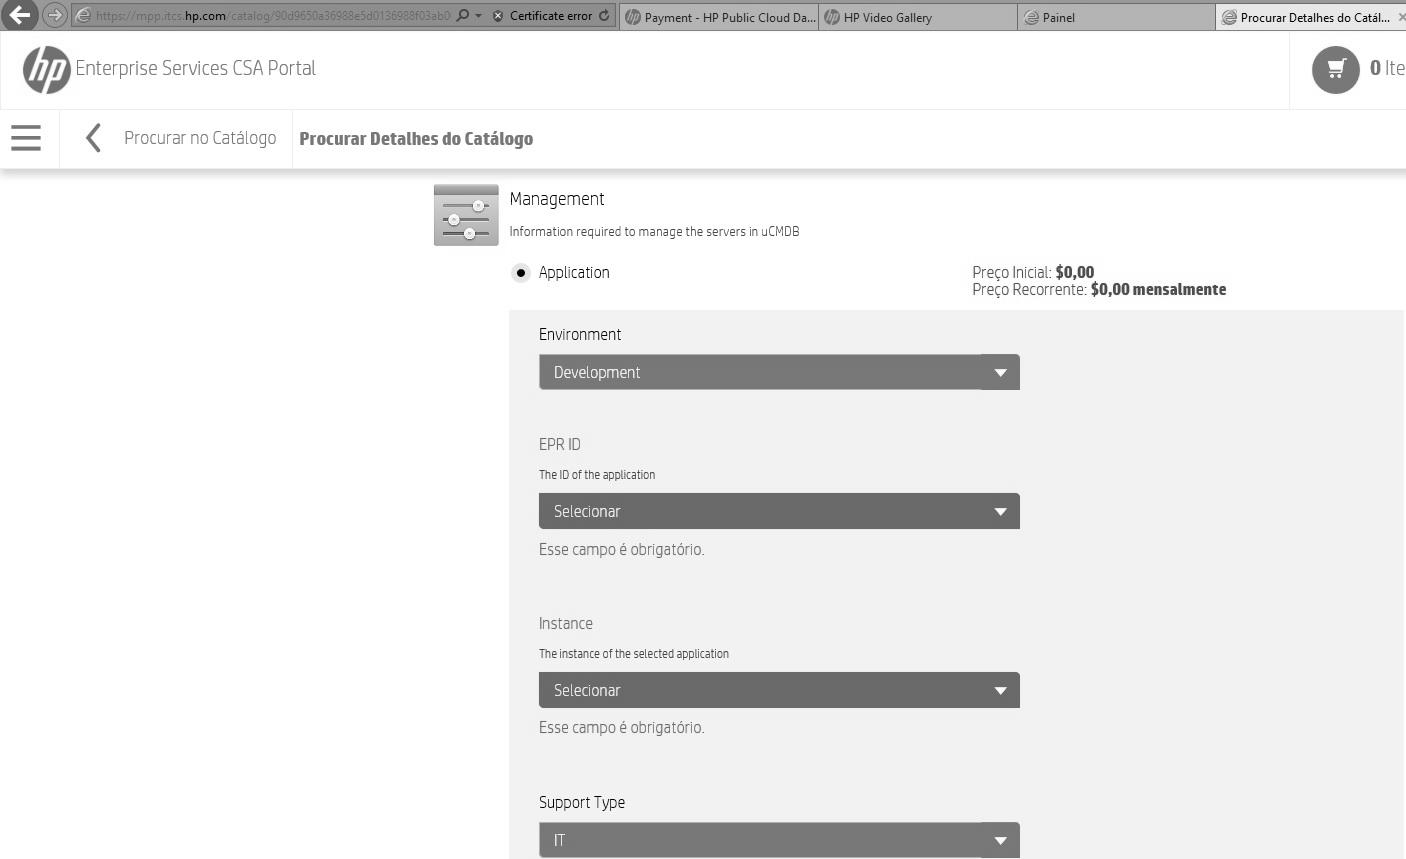 https://mpp.itcs.hp.com/catalog/90d9650a36988e5d0136988f03ab0 Certificate error Payment - HP Public Cloud Da... HP Video Gallery Painel Procurar Detalhes do Catál...
hp Enterprise Services CSA Portal 0 Ite
Procurar no Catálogo Procurar Detalhes do Catálogo
Management
Information required to manage the servers in uCMDB
Application Preço Inicial: $0,00
Preço Recorrente: $0,00 mensalmente
Environment
Development
EPR ID
The ID of the application
Selecionar
Esse campo é obrigatório.
Instance
The instance of the selected application
Selecionar
Esse campo é obrigatório.
Support Type
IT